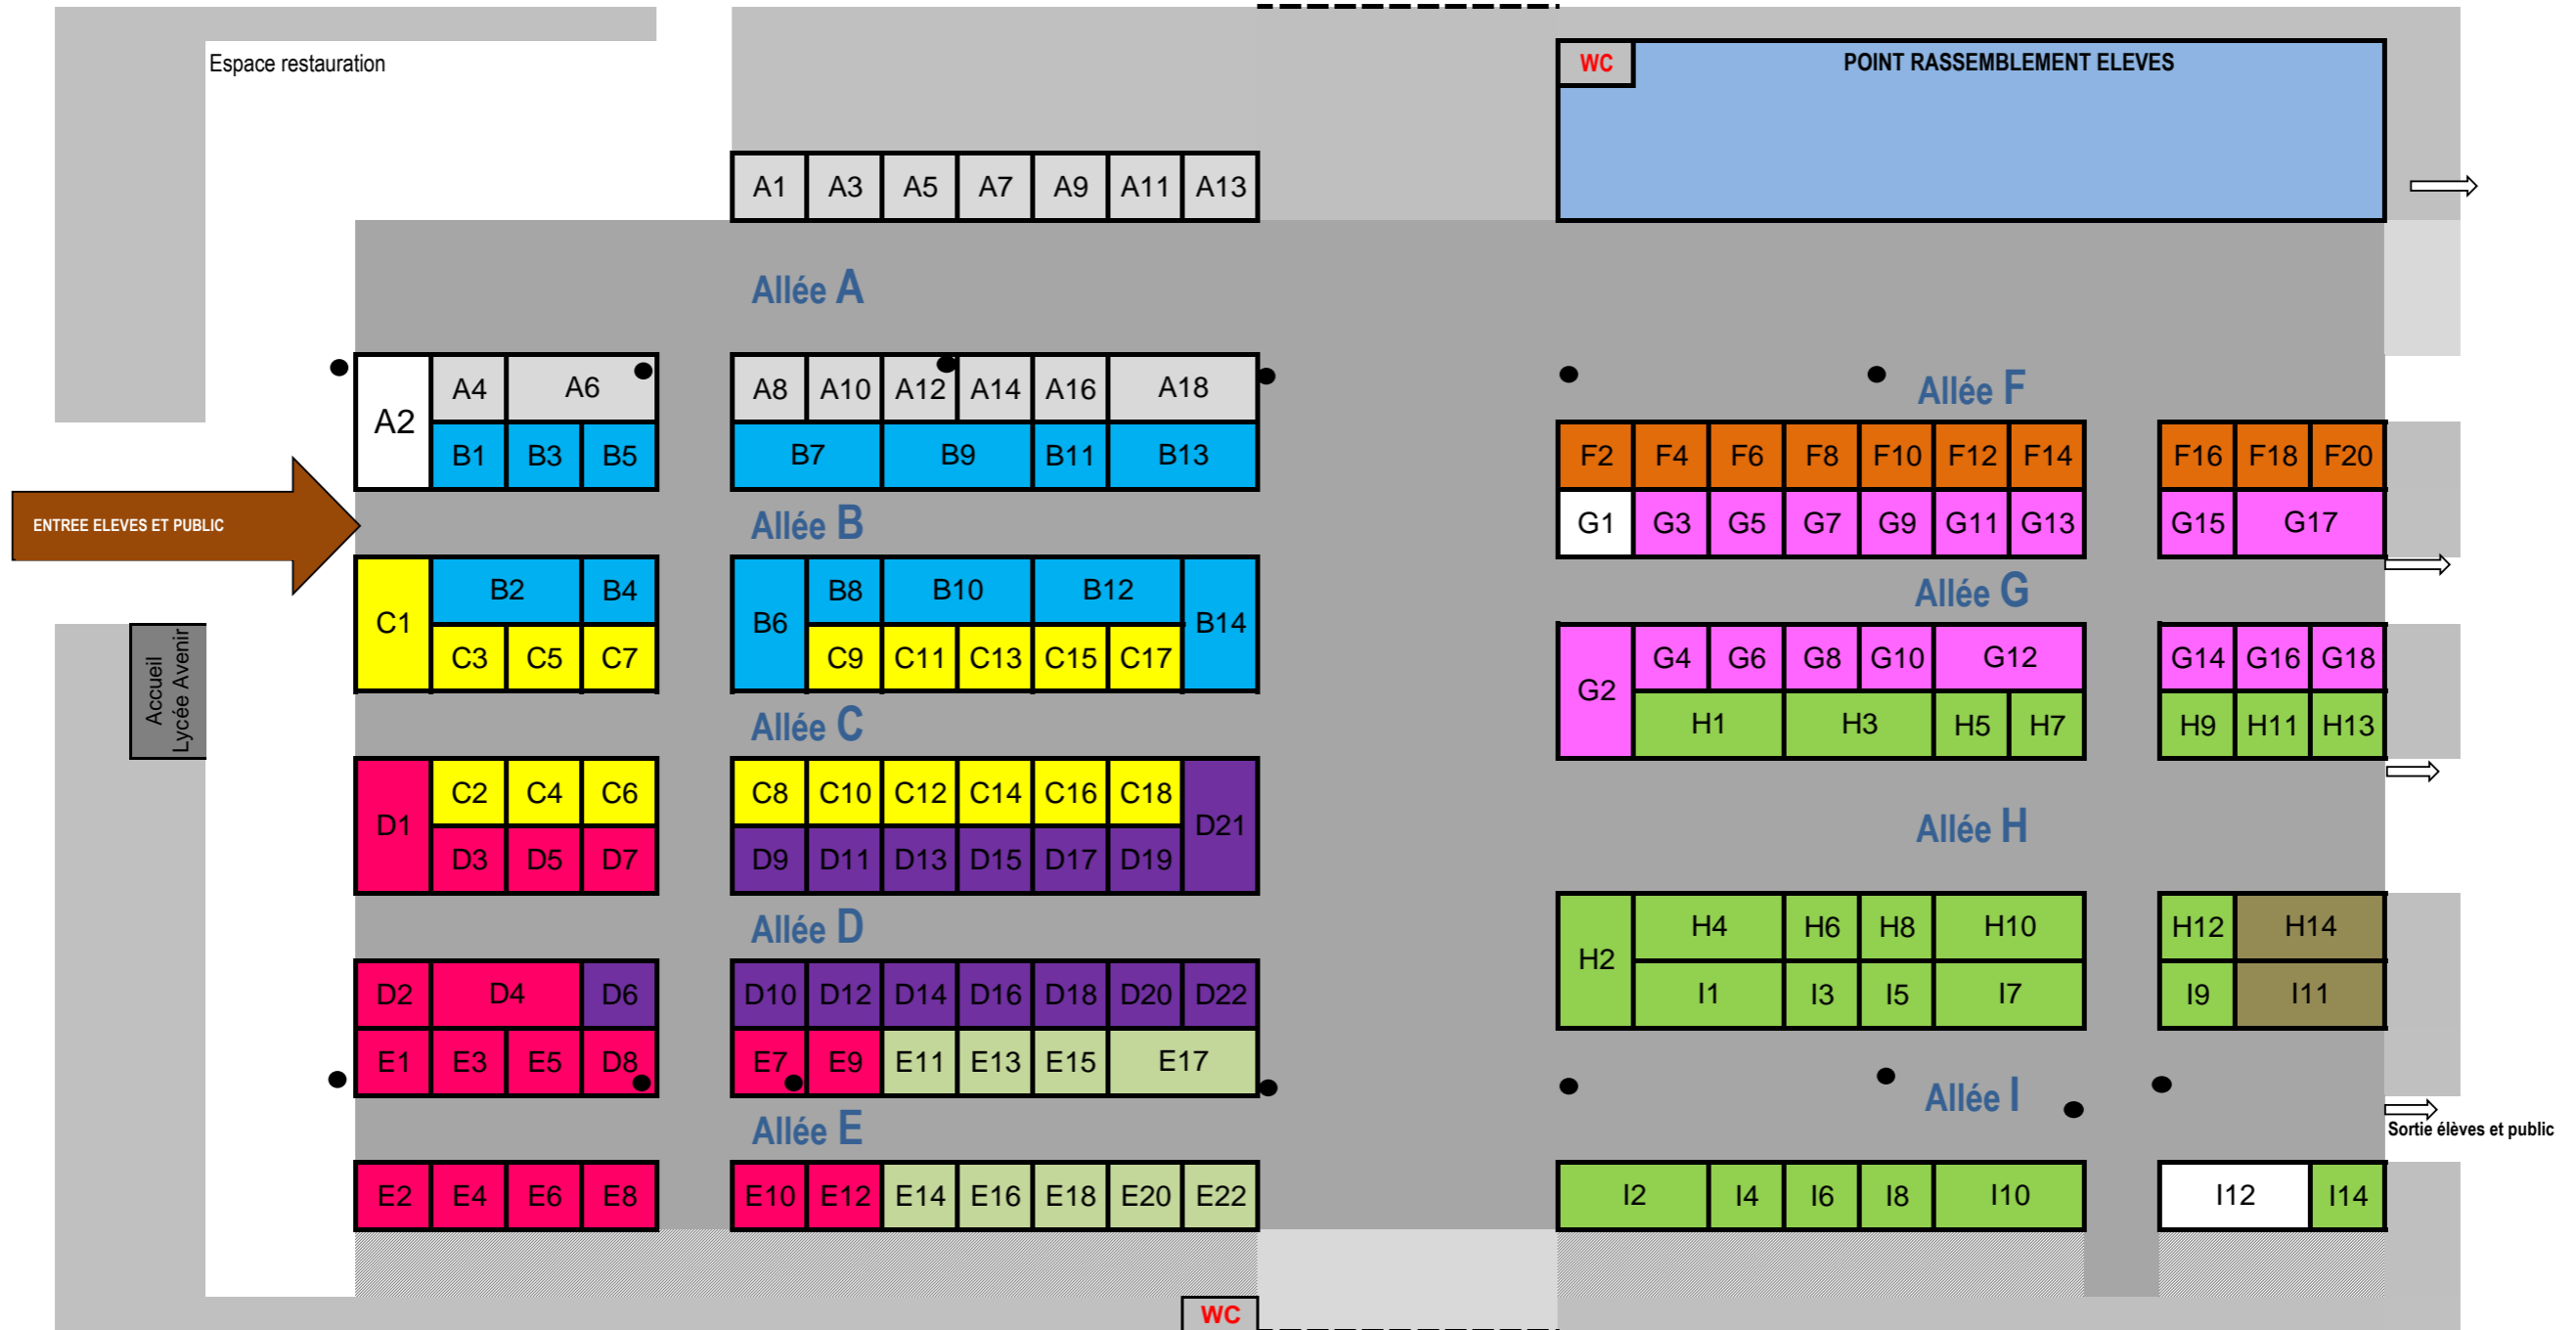 Espace restauration
WC
POINT RASSEMBLEMENT ELEVES
A1 A3 A5 A7 A9 A11 A13
Allée A
A2 A4 A6 A8 A10 A12 A14 A16 A18
Allée F
B1 B3 B5 B7 B9 B11 B13
F2 F4 F6 F8 F10 F12 F14 F16 F18 F20
ENTREE ELEVES ET PUBLIC
Allée B
G1 G3 G5 G7 G9 G11 G13 G15 G17
C1 B2 B4 B6 B8 B10 B12 B14
Allée G
Accueil
Lycée Avenir
C3 C5 C7 C9 C11 C13 C15 C17
G2 G4 G6 G8 G10 G12 G14 G16 G18
Allée C
H1 H3 H5 H7 H9 H11 H13
D1 C2 C4 C6 C8 C10 C12 C14 C16 C18 D21
Allée H
D3 D5 D7 D9 D11 D13 D15 D17 D19
Allée D
H2 H4 H6 H8 H10 H12 H14
D2 D4 D6 D10 D12 D14 D16 D18 D20 D22
I1 I3 I5 I7 I9 I11
E1 E3 E5 D8 E7 E9 E11 E13 E15 E17
Allée I
Allée E
Sortie élèves et public
E2 E4 E6 E8 E10 E12 E14 E16 E18 E20 E22
I2 I4 I6 I8 I10 I12 I14
WC